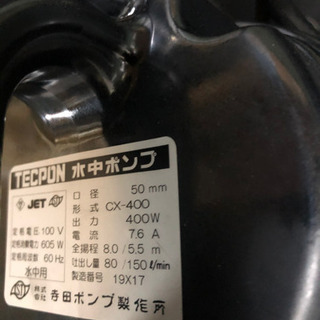 TECPON 水中ポンプ
JET
口径 50 mm
形式 CX-400
出力 400W
定格電圧 100 V
電流 7.6 A
定格消費電力 605 W
全揚程 8.0/5.5 m
定格周波数 60 Hz
吐出し量 80/150ℓ/min
水中用
製造番号 19X17
株式会社 寺田ポンプ製作所